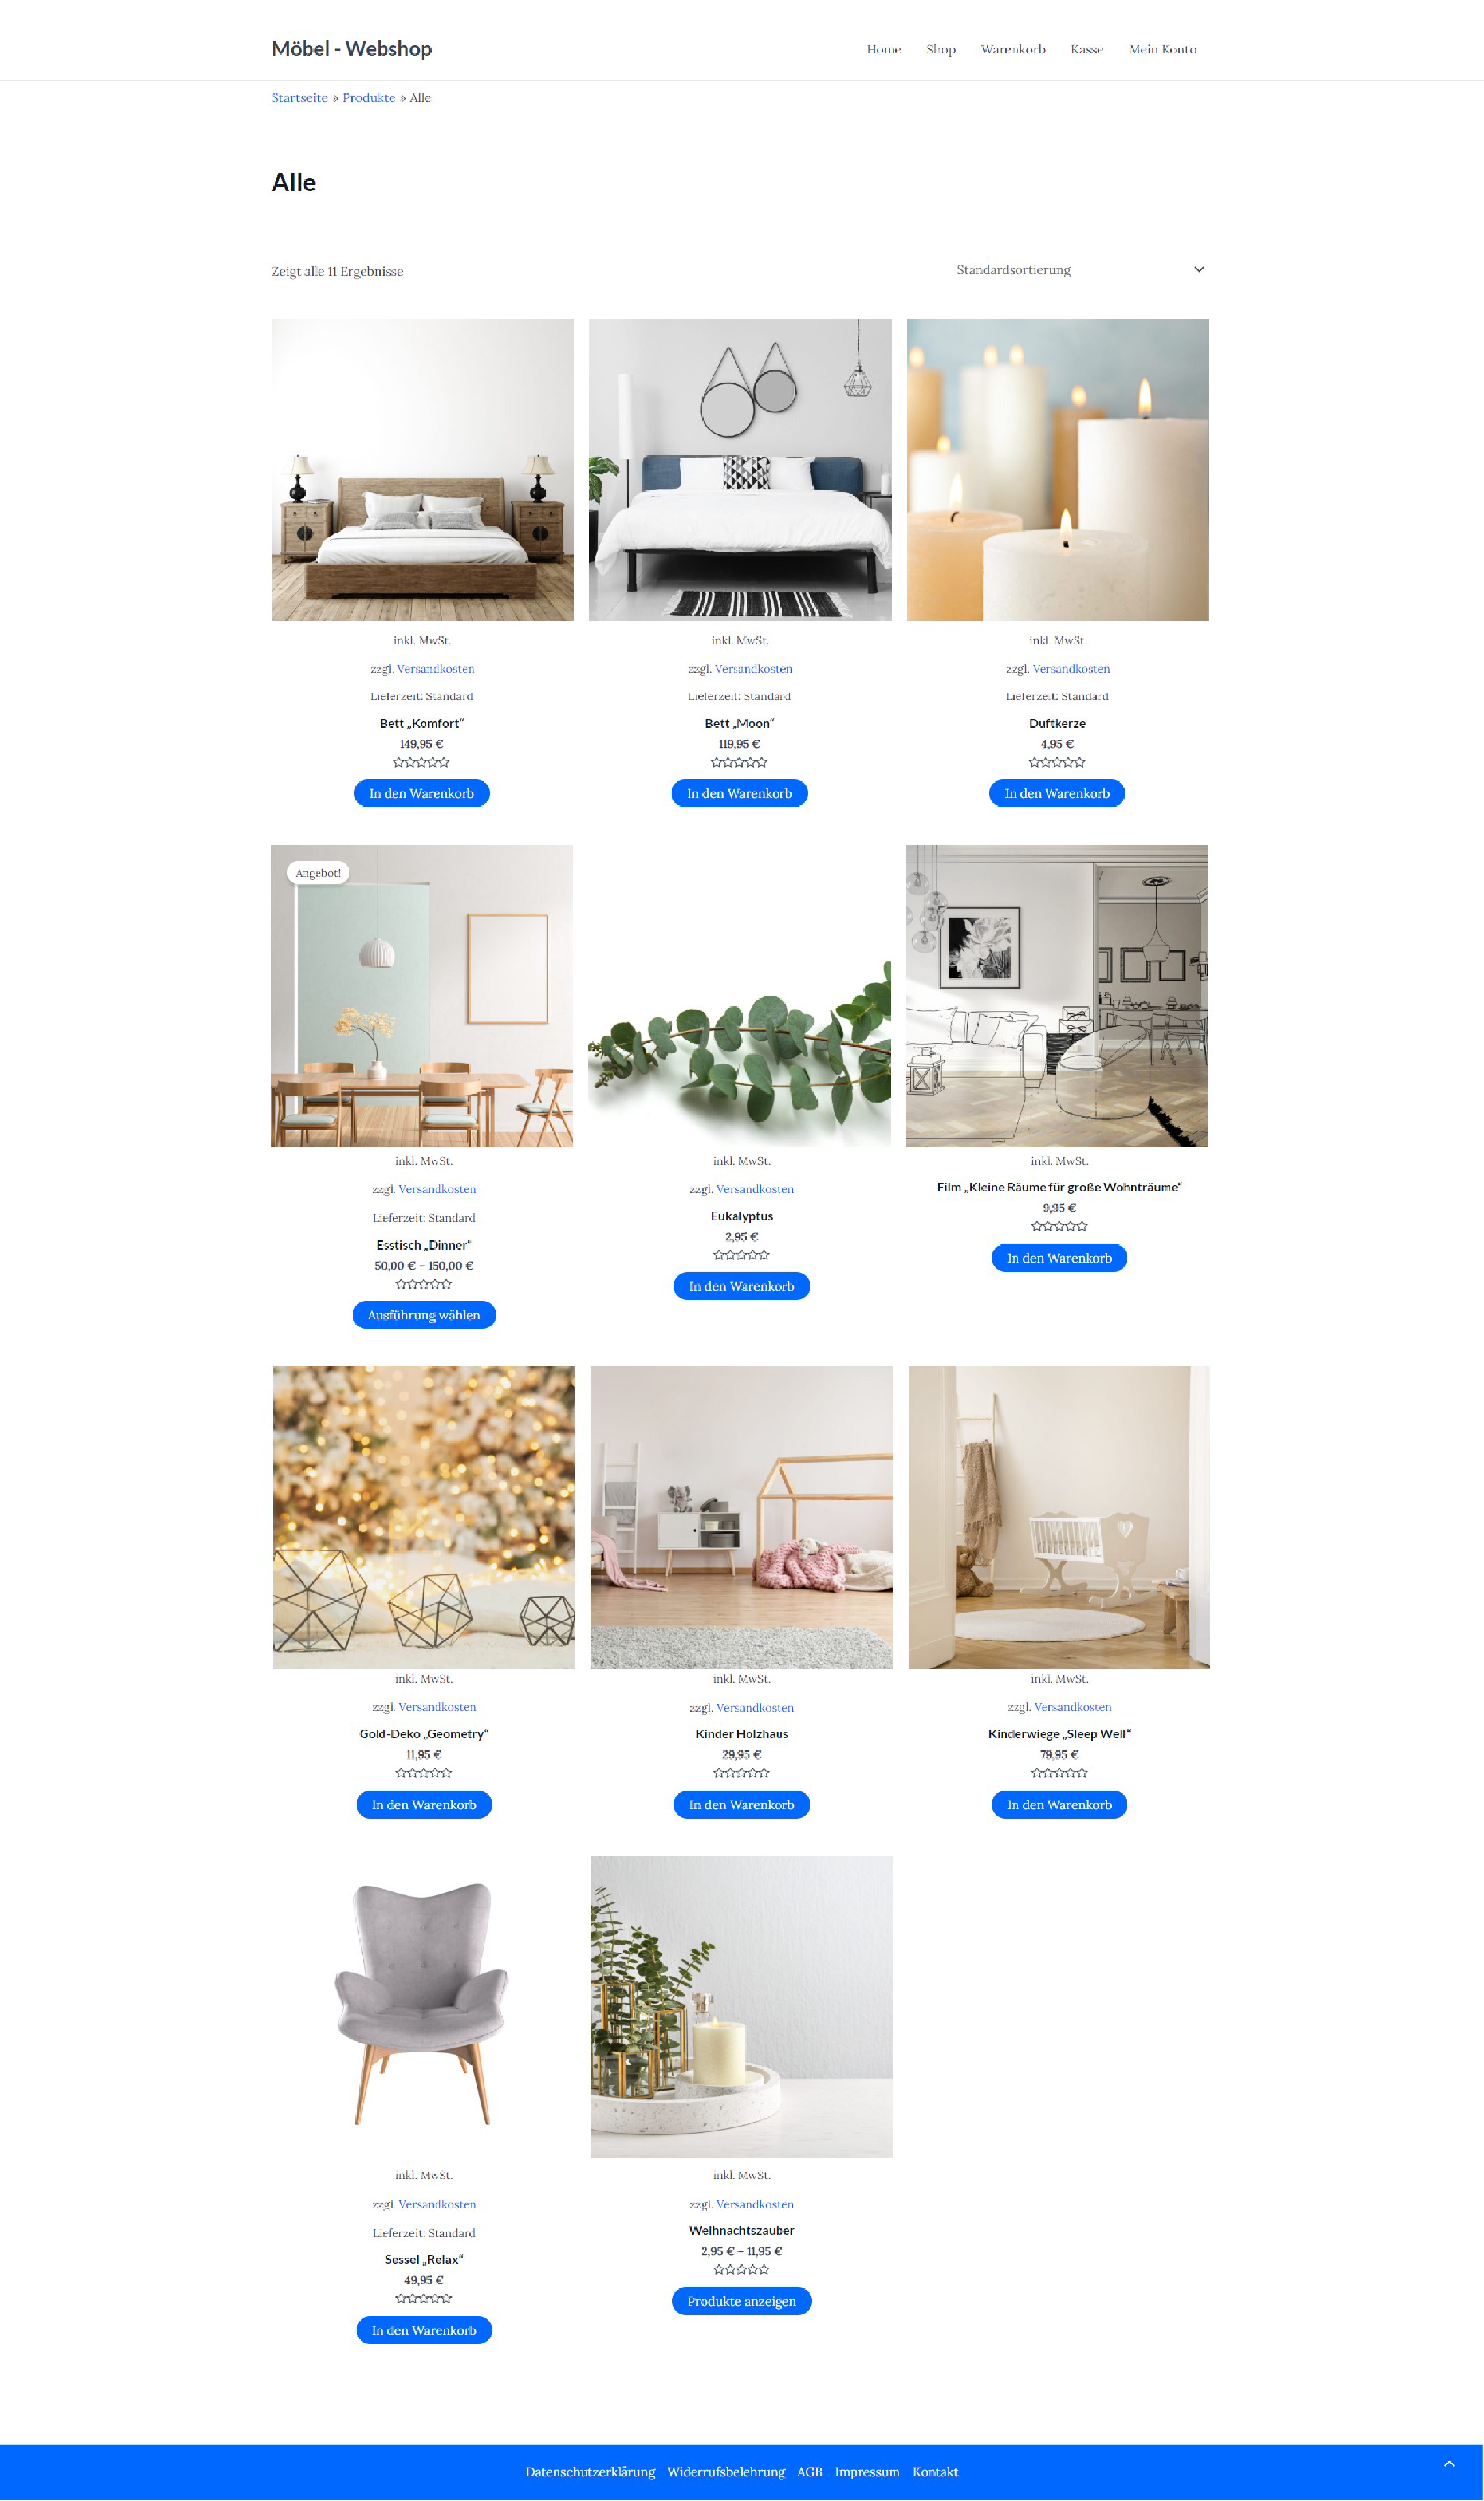 Möbel - Webshop
Home Shop Warenkorb Kasse Mein Konto
Startseite » Produkte » Alle
Alle
Zeigt alle 11 Ergebnisse
Standardsortierung
inkl. MwSt.
zzgl. Versandkosten
Lieferzeit: Standard
Bett „Komfort“
149,95 €
In den Warenkorb
inkl. MwSt.
zzgl. Versandkosten
Lieferzeit: Standard
Bett „Moon“
119,95 €
In den Warenkorb
inkl. MwSt.
zzgl. Versandkosten
Lieferzeit: Standard
Duftkerze
4,95 €
In den Warenkorb
Angebot!
inkl. MwSt.
zzgl. Versandkosten
Lieferzeit: Standard
Esstisch „Dinner“
50,00 € – 150,00 €
Ausführung wählen
inkl. MwSt.
zzgl. Versandkosten
Eukalyptus
2,95 €
In den Warenkorb
inkl. MwSt.
Film „Kleine Räume für große Wohnträume“
9,95 €
In den Warenkorb
inkl. MwSt.
zzgl. Versandkosten
Gold-Deko „Geometry“
11,95 €
In den Warenkorb
inkl. MwSt.
zzgl. Versandkosten
Kinder Holzhaus
29,95 €
In den Warenkorb
inkl. MwSt.
zzgl. Versandkosten
Kinderwiege „Sleep Well“
79,95 €
In den Warenkorb
inkl. MwSt.
zzgl. Versandkosten
Lieferzeit: Standard
Sessel „Relax“
49,95 €
In den Warenkorb
inkl. MwSt.
zzgl. Versandkosten
Weihnachtszauber
2,95 € – 11,95 €
Produkte anzeigen
Datenschutzerklärung Widerrufsbelehrung AGB Impressum Kontakt